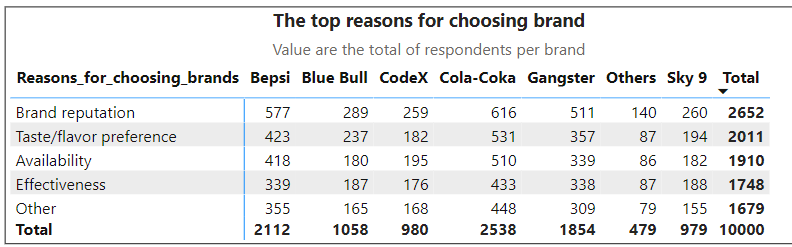 The top reasons for choosing brand
Value are the total of respondents per brand
Reasons_for_choosing_brands Bepsi Blue Bull CodeX Cola-Coka Gangster Others Sky 9 Total
Brand reputation 577 289 259 616 511 140 260 2652
Taste/flavor preference 423 237 182 531 357 87 194 2011
Availability 418 180 195 510 339 86 182 1910
Effectiveness 339 187 176 433 338 87 188 1748
Other 355 165 168 448 309 79 155 1679
Total 2112 1058 980 2538 1854 479 979 10000